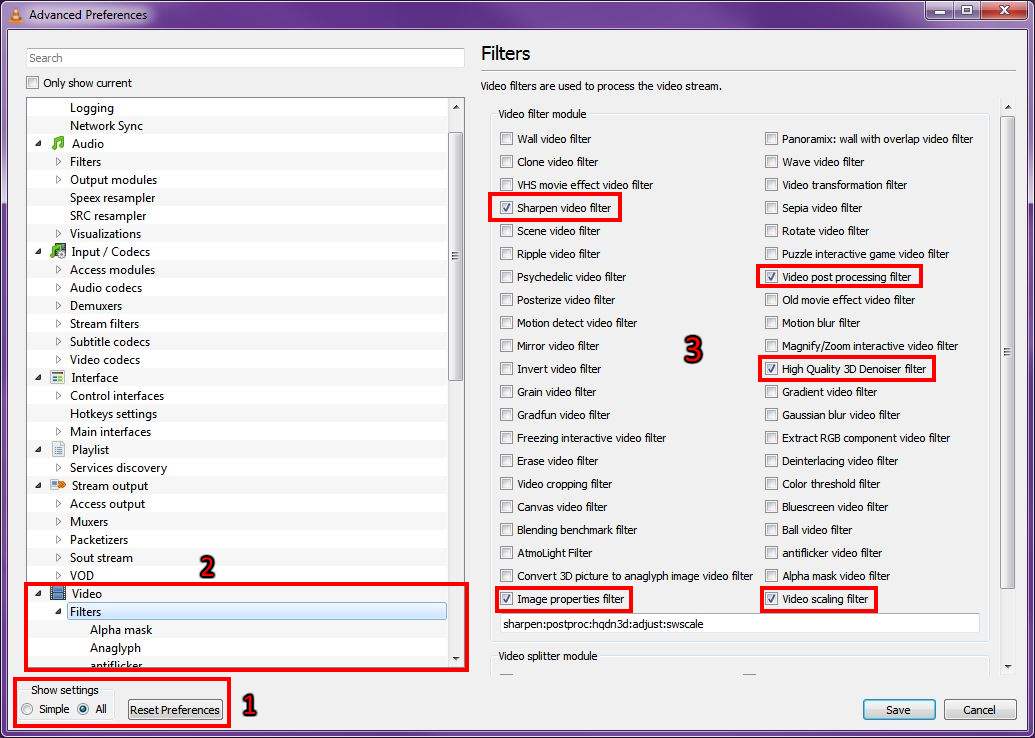 Advanced Preferences
Search
Only show current
Logging
Network Sync
Audio
Filters
Output modules
Speex resampler
SRC resampler
Visualizations
Input / Codecs
Access modules
Audio codecs
Demuxers
Stream filters
Subtitle codecs
Video codecs
Interface
Control interfaces
Hotkeys settings
Main interfaces
Playlist
Services discovery
Stream output
Access output
Muxers
Packetizers
Sout stream
VOD
2
Video
Filters
Alpha mask
Anaglyph
antiflicker
Show settings
Simple All Reset Preferences
1
Filters
Video filters are used to process the video stream.
Video filter module
Wall video filter Panoramix: wall with overlap video filter
Clone video filter Wave video filter
VHS movie effect video filter Video transformation filter
Sharpen video filter Sepia video filter
Scene video filter Rotate video filter
Ripple video filter Puzzle interactive game video filter
Psychedelic video filter Video post processing filter
Posterize video filter Old movie effect video filter
Motion detect video filter Motion blur filter
Mirror video filter 3 Magnify/Zoom interactive video filter
Invert video filter High Quality 3D Denoiser filter
Grain video filter Gradient video filter
Gradfun video filter Gaussian blur video filter
Freezing interactive video filter Extract RGB component video filter
Erase video filter Deinterlacing video filter
Video cropping filter Color threshold filter
Canvas video filter Bluescreen video filter
Blending benchmark filter Ball video filter
AtmoLight Filter antiflicker video filter
Convert 3D picture to anaglyph image video filter Alpha mask video filter
Image properties filter Video scaling filter
sharpen:postproc:hqdn3d:adjust:swscale
Video splitter module
Save Cancel